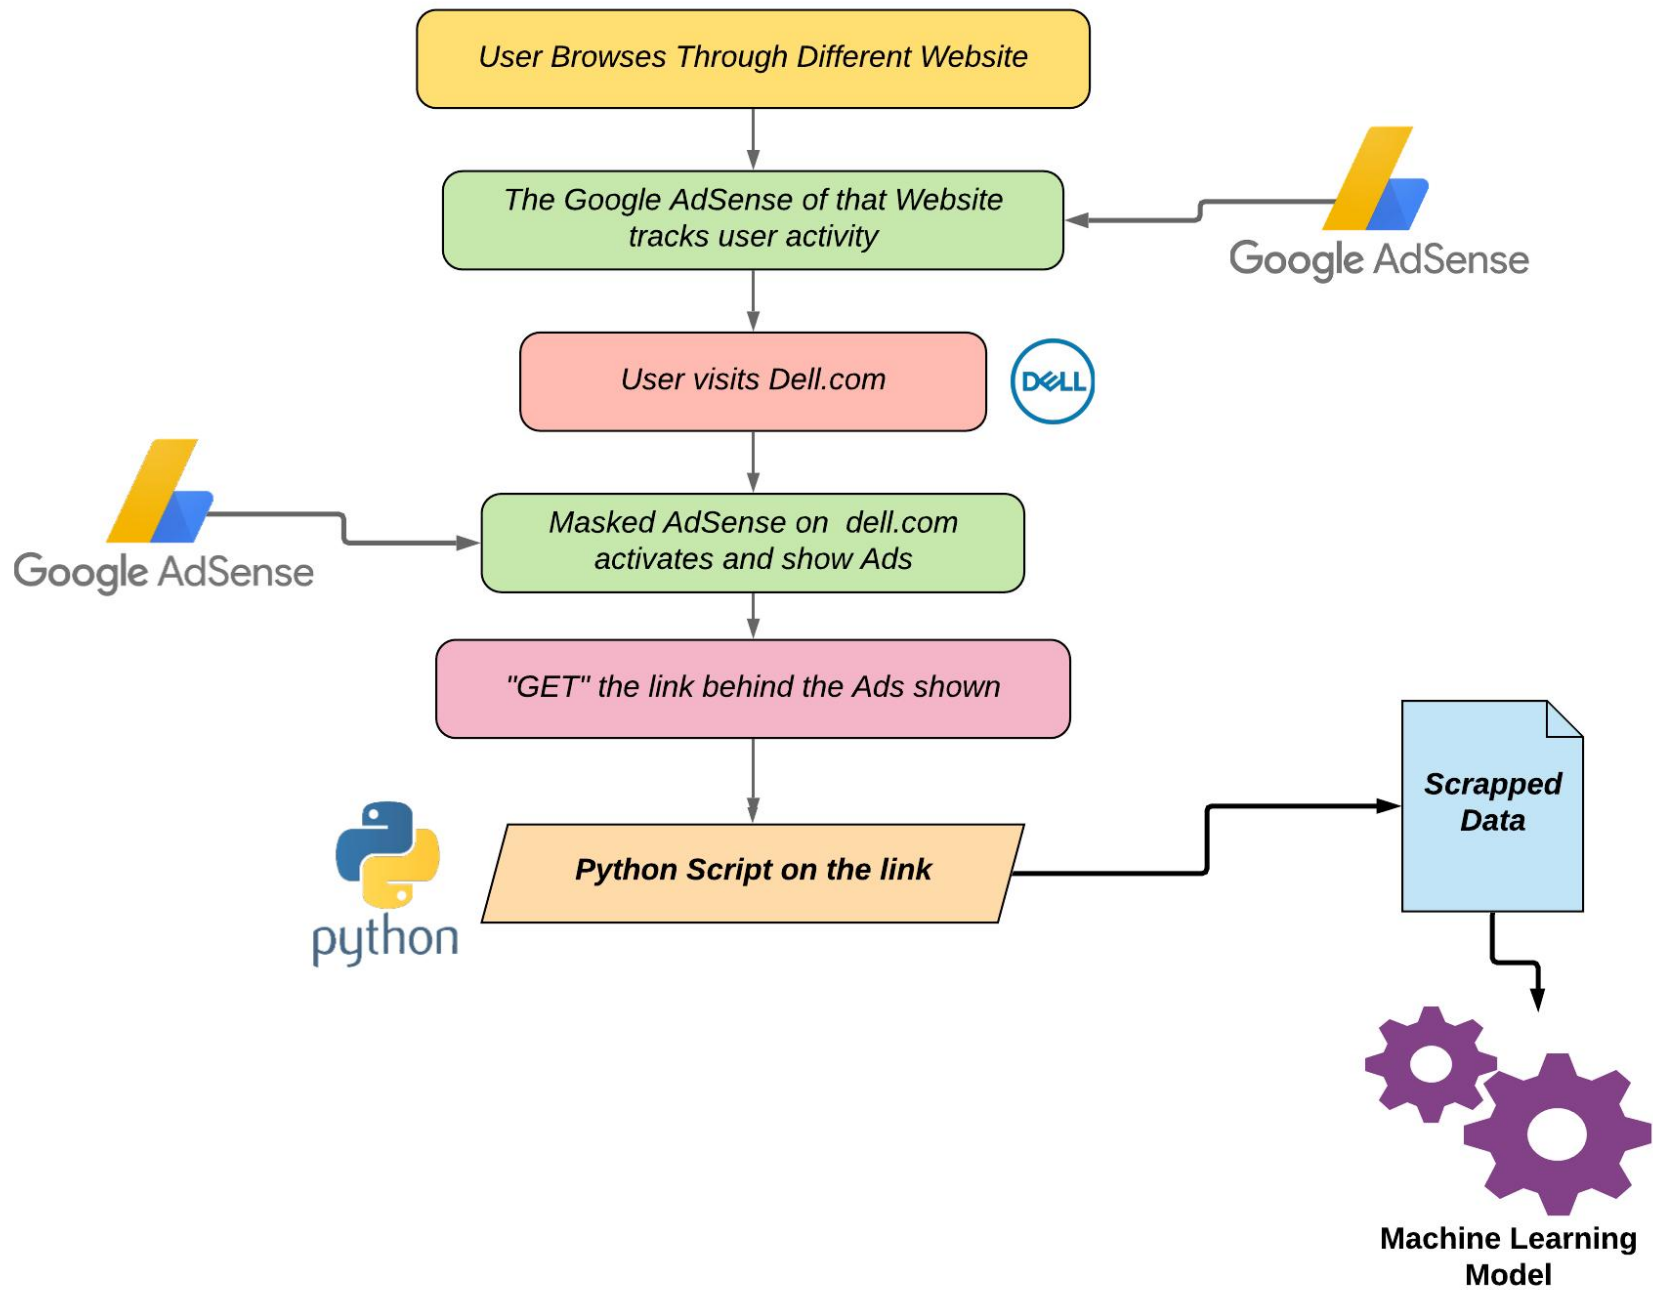 User Browses Through Different Website
The Google AdSense of that Website
tracks user activity
Google AdSense
User visits Dell.com
DELL
Masked AdSense on dell.com
activates and show Ads
Google AdSense
"GET" the link behind the Ads shown
Python Script on the link
python
Scrapped
Data
Machine Learning
Model